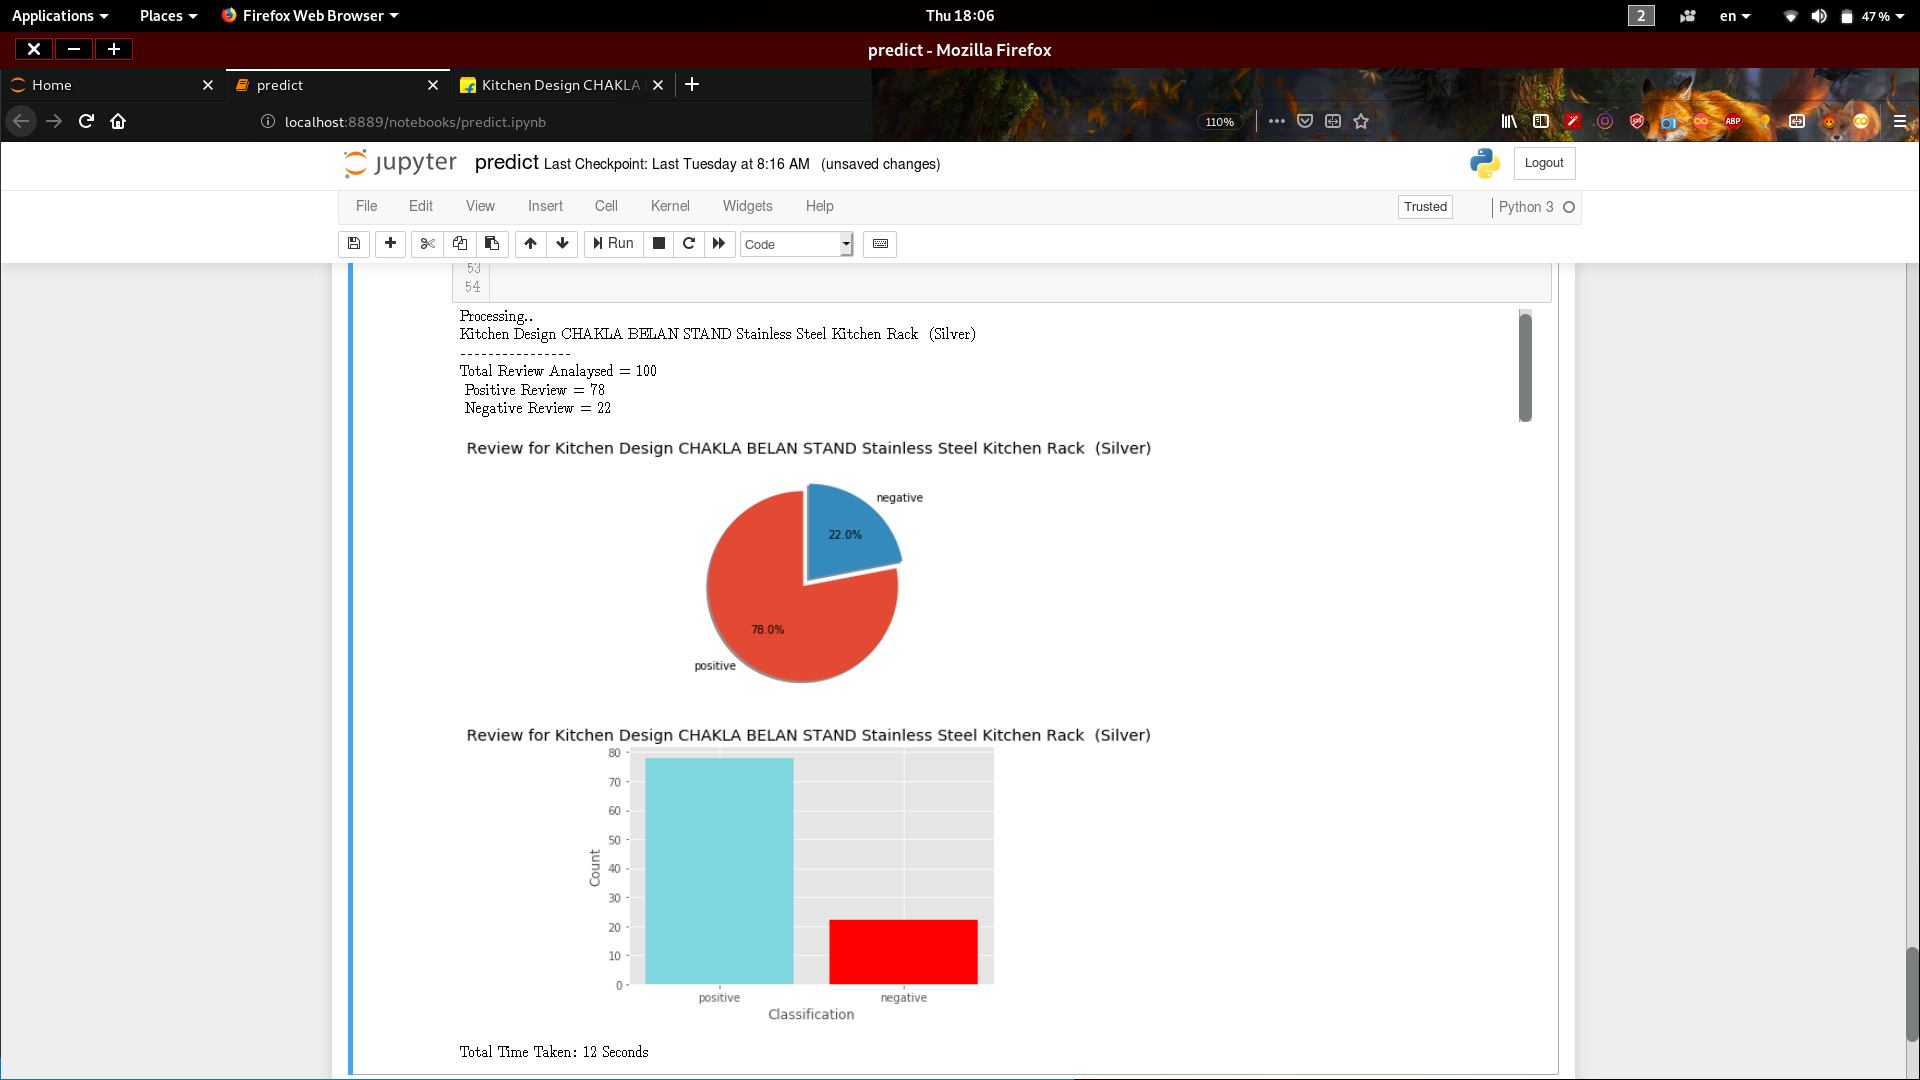 Applications Places Firefox Web Browser Thu 18:06 2 en 47 %
predict - Mozilla Firefox
Home predict Kitchen Design CHAKLA
localhost:8889/notebooks/predict.ipynb 110% ABP
jupyter predict Last Checkpoint: Last Tuesday at 8:16 AM (unsaved changes) Logout
File Edit View Insert Cell Kernel Widgets Help Trusted Python 3
Run Code
53
54
Processing..
Kitchen Design CHAKLA BELAN STAND Stainless Steel Kitchen Rack  (Silver)
----------------
Total Review Analaysed = 100
Positive Review = 78
Negative Review = 22
Review for Kitchen Design CHAKLA BELAN STAND Stainless Steel Kitchen Rack  (Silver)
negative
22.0%
78.0%
positive
Review for Kitchen Design CHAKLA BELAN STAND Stainless Steel Kitchen Rack  (Silver)
80
70
60
50
40
30
20
10
0
Count
positive negative
Classification
Total Time Taken: 12 Seconds